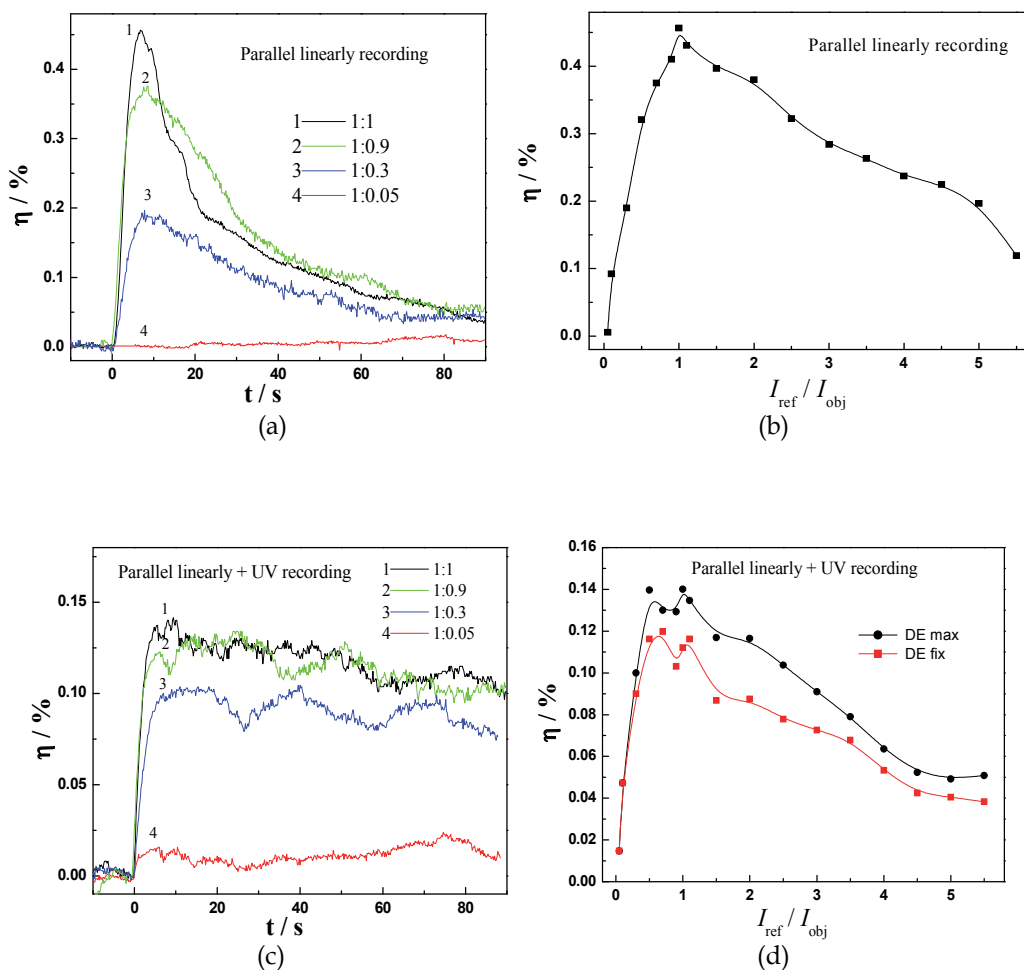 Parallel linearly recording
1 1:1
2 1:0.9
3 1:0.3
4 1:0.05
1
2
3
4
0.4
0.3
0.2
0.1
0.0
η / %
0 20 40 60 80
t / s
(a)
Parallel linearly recording
0.4
0.3
0.2
0.1
0.0
η / %
0 1 2 3 4 5
I_ref / I_obj
(b)
Parallel linearly + UV recording
1 1:1
2 1:0.9
3 1:0.3
4 1:0.05
1
2
3
4
0.15
0.10
0.05
0.00
η / %
0 20 40 60 80
t / s
(c)
Parallel linearly + UV recording
DE max
DE fix
0.16
0.14
0.12
0.10
0.08
0.06
0.04
0.02
0.00
η / %
0 1 2 3 4 5
I_ref / I_obj
(d)